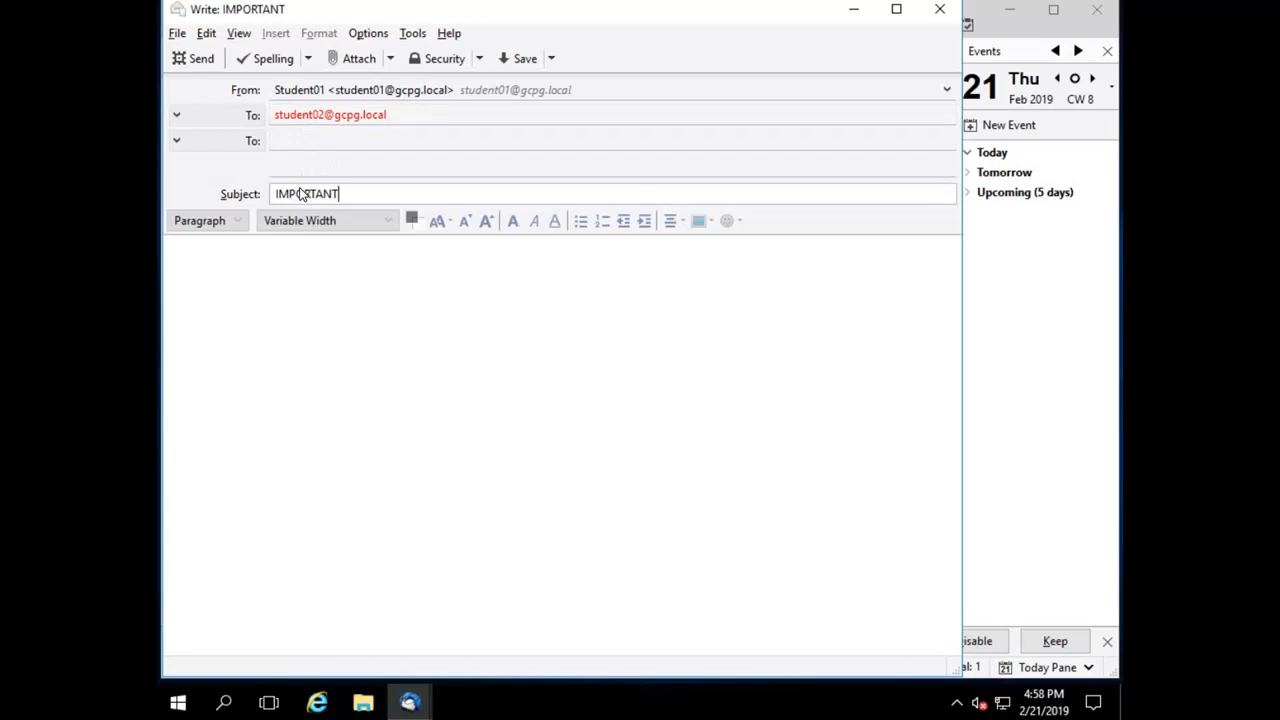 Write: IMPORTANT
File Edit View Insert Format Options Tools Help
Send Spelling Attach Security Save
From: Student01 <student01@gcpg.local> student01@gcpg.local
To: student02@gcpg.local
To:
Subject: IMPORTANT
Paragraph Variable Width
Events
21 Thu
Feb 2019 CW 8
New Event
Today
Tomorrow
Upcoming (5 days)
isable Keep
al: 1 21 Today Pane
4:58 PM
2/21/2019